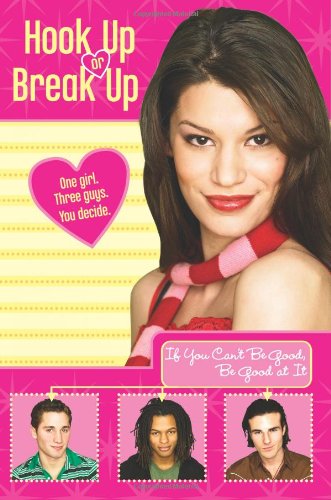 Hook Up
or
Break Up
One girl.
Three guys.
You decide.
If You Can't Be Good,
Be Good at It